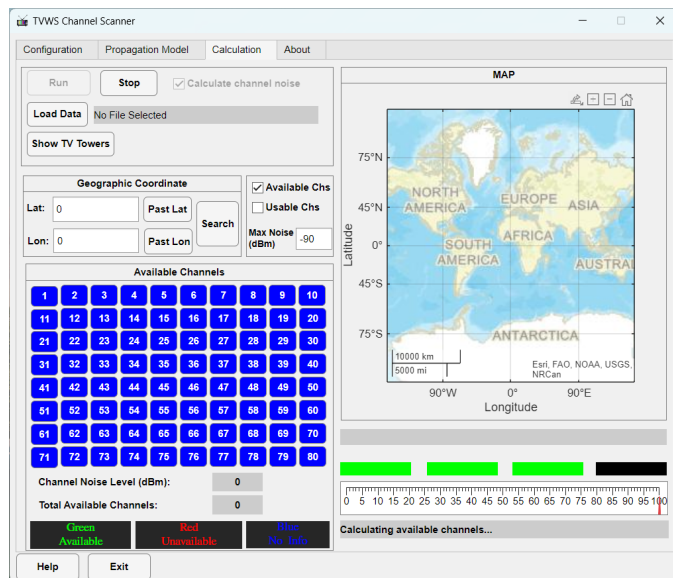 TVWS Channel Scanner
Configuration Propagation Model Calculation About
Run Stop Calculate channel noise
Load Data No File Selected
Show TV Towers
Geographic Coordinate
Lat: 0 Past Lat
Search
Lon: 0 Past Lon
Available Chs
Usable Chs
Max Noise
(dBm) -90
Available Channels
1 2 3 4 5 6 7 8 9 10
11 12 13 14 15 16 17 18 19 20
21 22 23 24 25 26 27 28 29 30
31 32 33 34 35 36 37 38 39 40
41 42 43 44 45 46 47 48 49 50
51 52 53 54 55 56 57 58 59 60
61 62 63 64 65 66 67 68 69 70
71 72 73 74 75 76 77 78 79 80
Channel Noise Level (dBm): 0
Total Available Channels: 0
Green
Available
Red
Unavailable
Blue
MAP
75°N
45°N
0°
45°S
75°S
Latitude
NORTH
AMERICA
EUROPE
ASIA
AFRICA
SOUTH
AMERICA
AUSTRAL
ANTARCTICA
10000 km
5000 mi
Esri, FAO, NOAA, USGS,
NRCan
90°W 0° 90°E
Longitude
0 5 10 15 20 25 30 35 40 45 50 55 60 65 70 75 80 85 90 95 100
Calculating available channels...
Help Exit